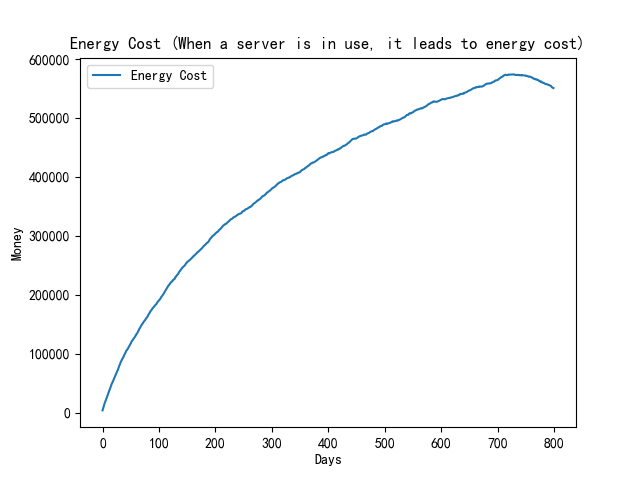 Energy Cost (When a server is in use, it leads to energy cost)
Energy Cost
600000
500000
400000
300000
200000
100000
0
Money
0 100 200 300 400 500 600 700 800
Days